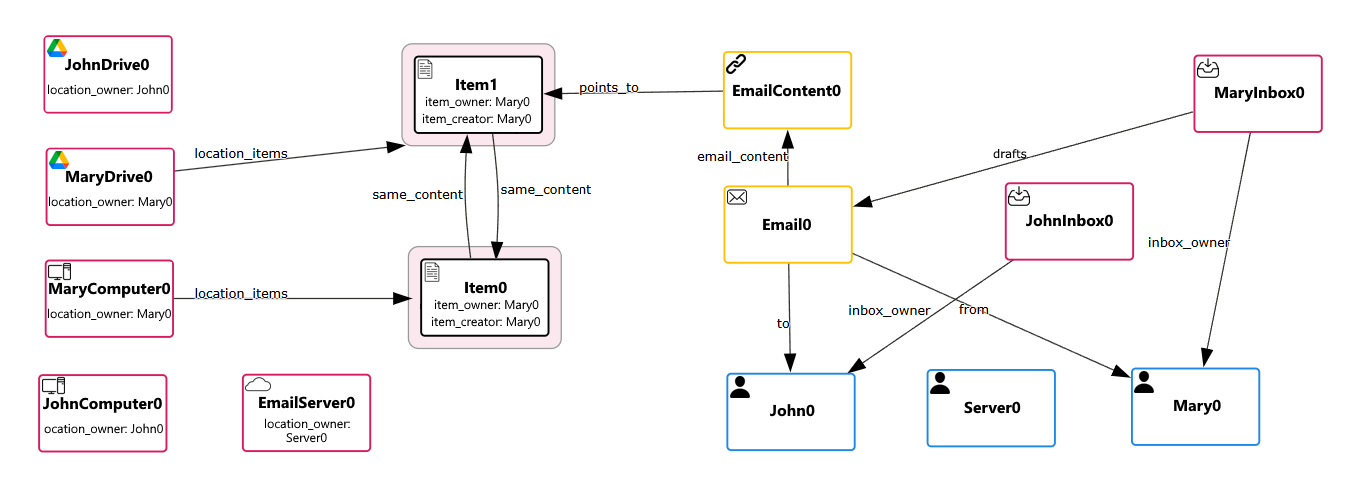 JohnDrive0
location_owner: John0
MaryDrive0
location_owner: Mary0
MaryComputer0
location_owner: Mary0
JohnComputer0
ocation_owner: John0
EmailServer0
location_owner:
Server0
location_items
location_items
Item1
item_owner: Mary0
item_creator: Mary0
same_content
same_content
Item0
item_owner: Mary0
item_creator: Mary0
points_to
EmailContent0
email_content
Email0
drafts
MaryInbox0
JohnInbox0
inbox_owner
inbox_owner
from
to
John0
Server0
Mary0